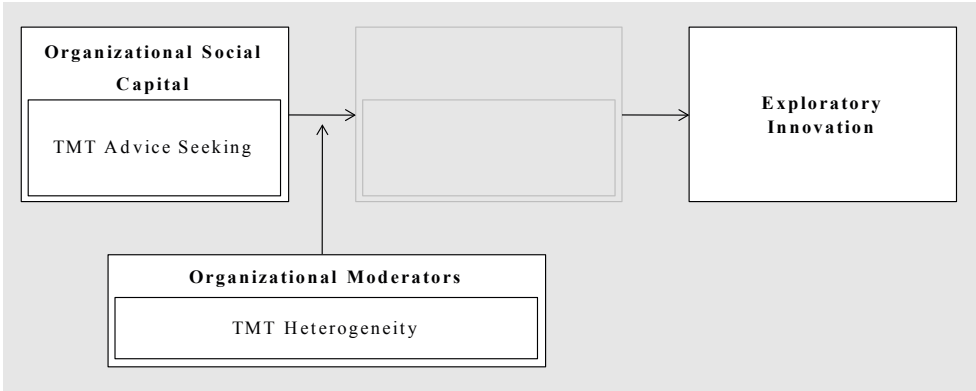 Organizational Social
Capital
TMT Advice Seeking
Exploratory
Innovation
Organizational Moderators
TMT Heterogeneity